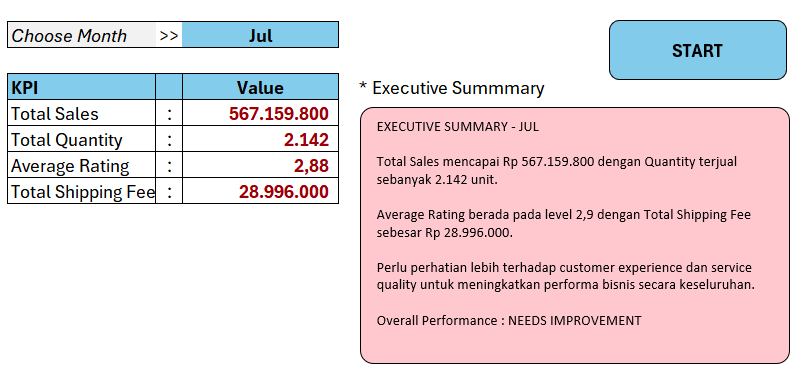 Choose Month >> Jul
START
KPI Value
Total Sales : 567.159.800
Total Quantity : 2.142
Average Rating : 2,88
Total Shipping Fee : 28.996.000
* Executive Summmary
EXECUTIVE SUMMARY - JUL
Total Sales mencapai Rp 567.159.800 dengan Quantity terjual
sebanyak 2.142 unit.
Average Rating berada pada level 2,9 dengan Total Shipping Fee
sebesar Rp 28.996.000.
Perlu perhatian lebih terhadap customer experience dan service
quality untuk meningkatkan performa bisnis secara keseluruhan.
Overall Performance : NEEDS IMPROVEMENT